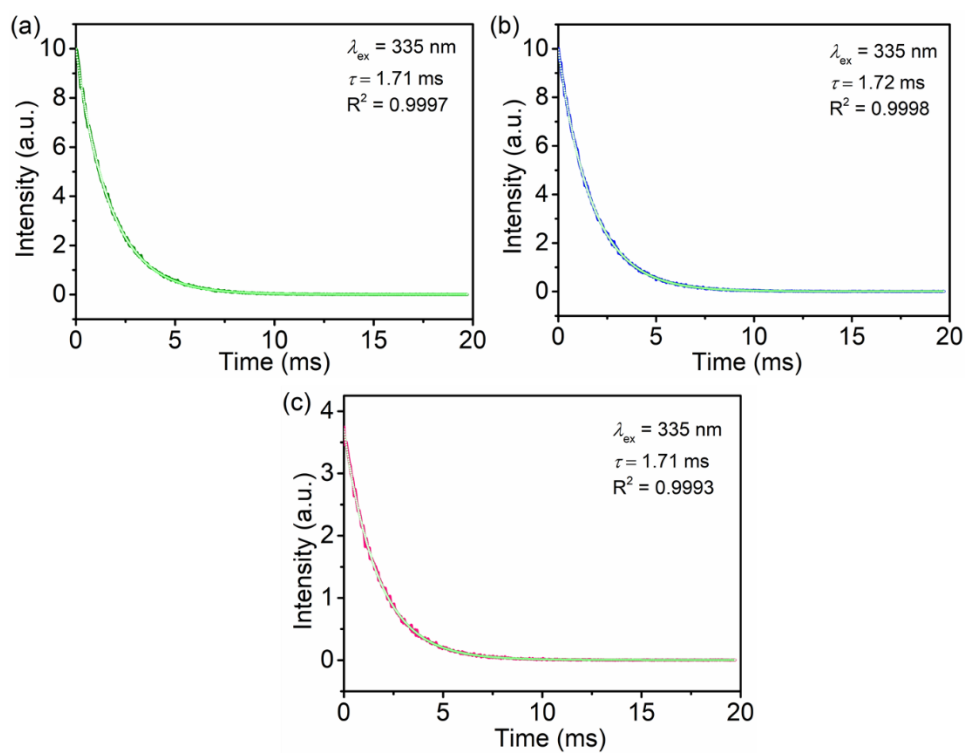 (a)
λex = 335 nm
τ = 1.71 ms
R² = 0.9997
10
8
6
4
2
0
Intensity (a.u.)
0 5 10 15 20
Time (ms)
(b)
λex = 335 nm
τ = 1.72 ms
R² = 0.9998
10
8
6
4
2
0
Intensity (a.u.)
0 5 10 15 20
Time (ms)
(c)
λex = 335 nm
τ = 1.71 ms
R² = 0.9993
4
3
2
1
0
Intensity (a.u.)
0 5 10 15 20
Time (ms)